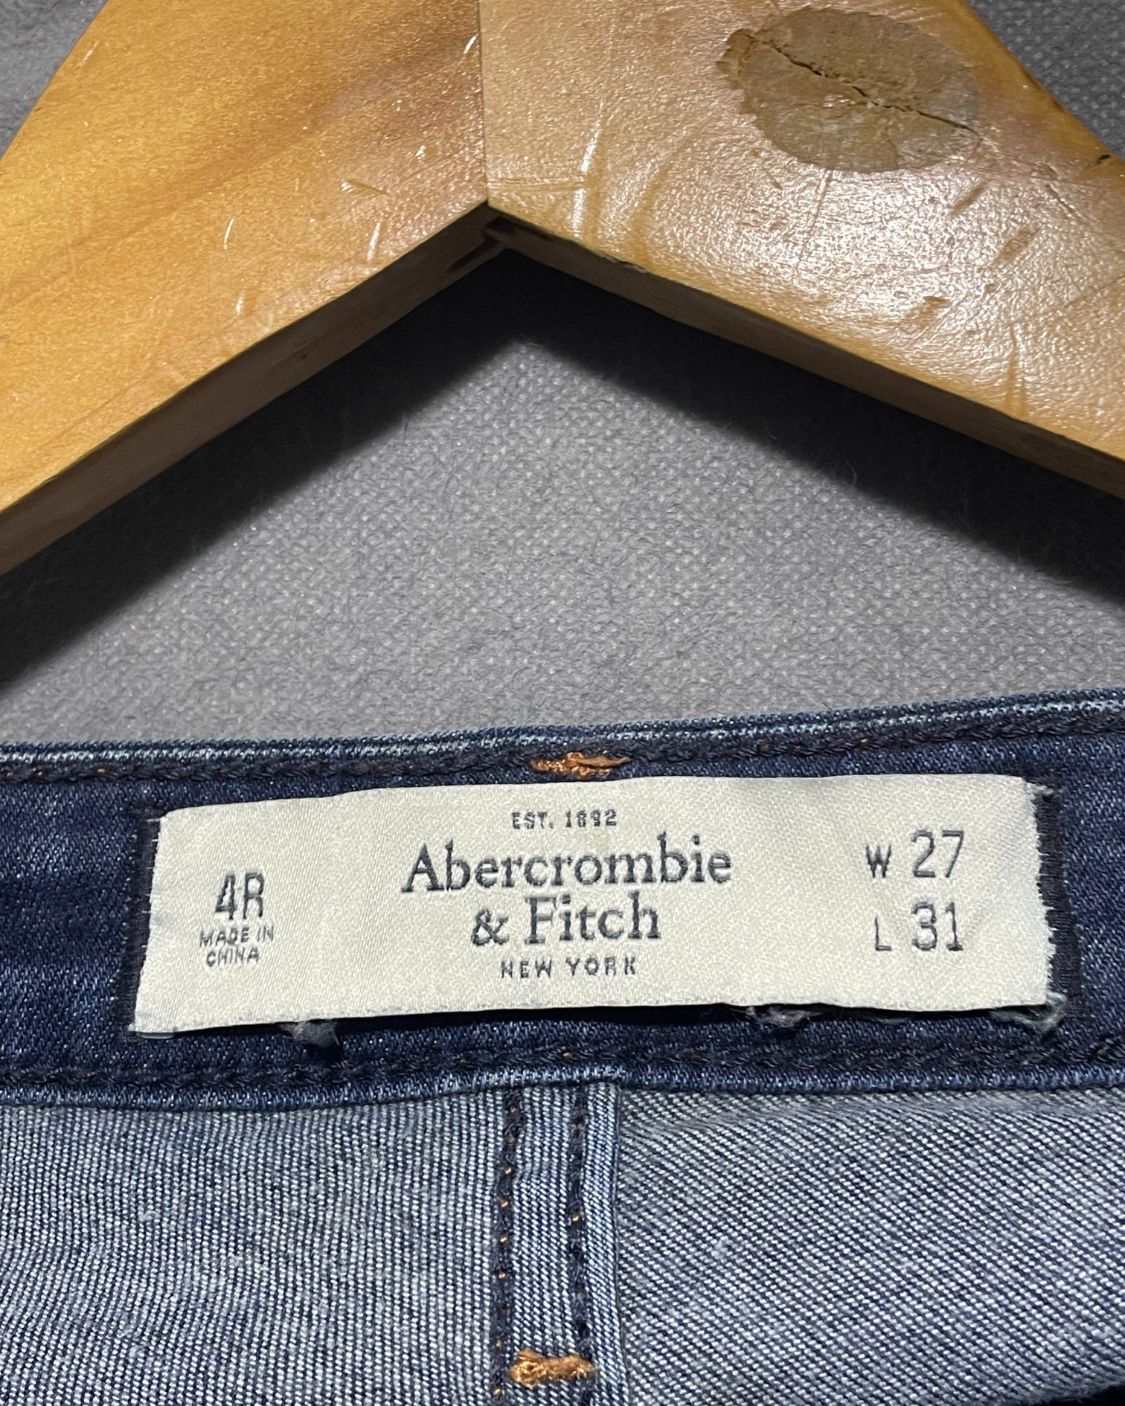 EST. 1892
Abercrombie
& Fitch
NEW YORK
4R
MADE IN
CHINA
W 27
L 31